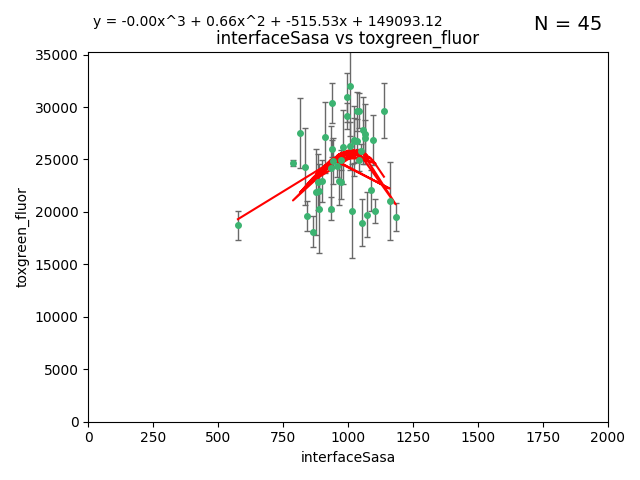 y = -0.00x^3 + 0.66x^2 + -515.53x + 149093.12
N = 45
interfaceSasa vs toxgreen_fluor
35000
30000
25000
20000
15000
10000
5000
0
toxgreen_fluor
0 250 500 750 1000 1250 1500 1750 2000
interfaceSasa